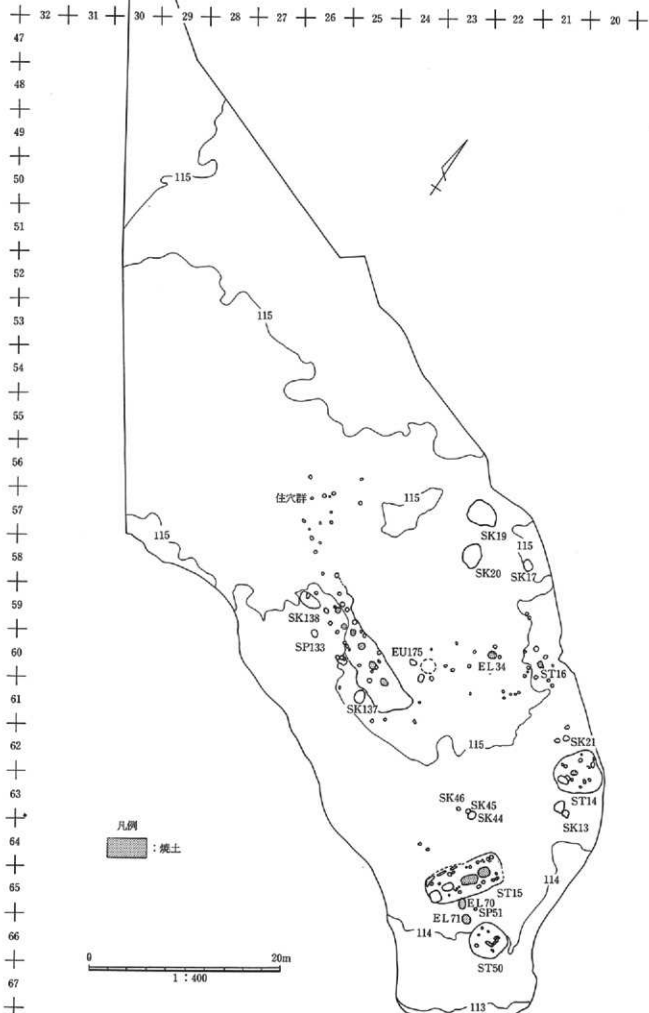 32 31 30 29 28 27 26 25 24 23 22 21 20
47
48
49
115
50
51
52
115
53
54
55
56
住穴群
115
57
SK19
115
115
58
SK20
SK17
59
SK138
SP133
EU175
60
EL34
ST16
SK137
61
115
SK21
62
SK46
SK45
SK44
ST14
63
SK13
凡例
:焼土
64
114
65
ST15
EL70
SP51
EL71
114
66
ST50
0 20m
1:400
67
113